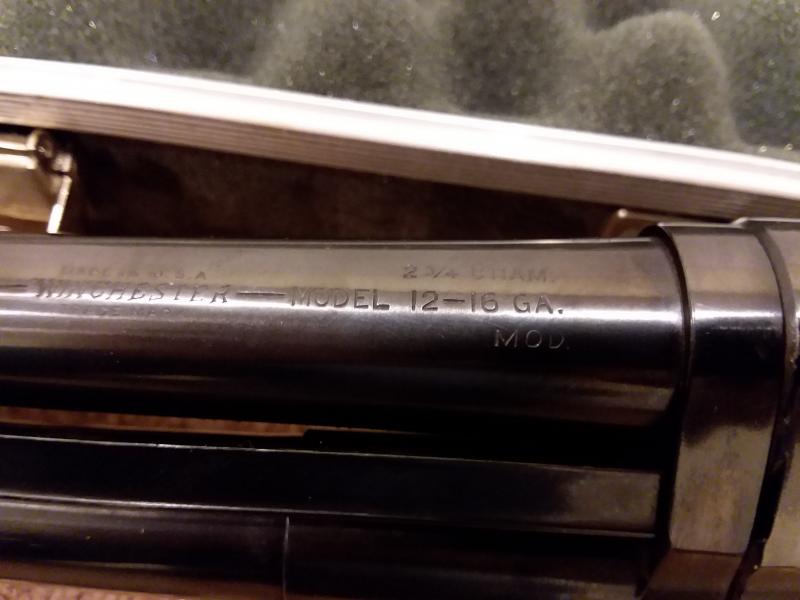 MADE IN U.S.A
2 3/4 CHAM.
—WINCHESTER—MODEL 12-16 GA.
TRADE MARK
MOD.